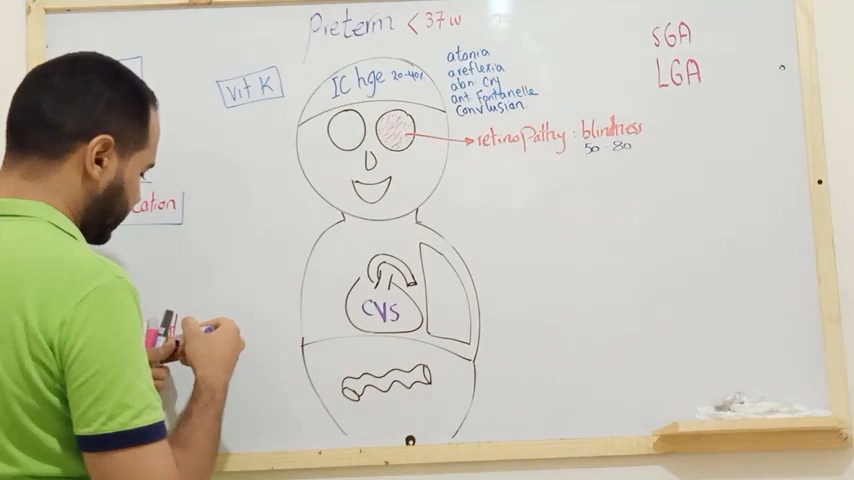 Preterm < 37 w
SGA
LGA
Vit K
IC hge 20-40%
atonia
areflexia
abn. cry
ant. Fontanelle
Convlusion
retinopathy : blindness
50 - 80
cation
CVS